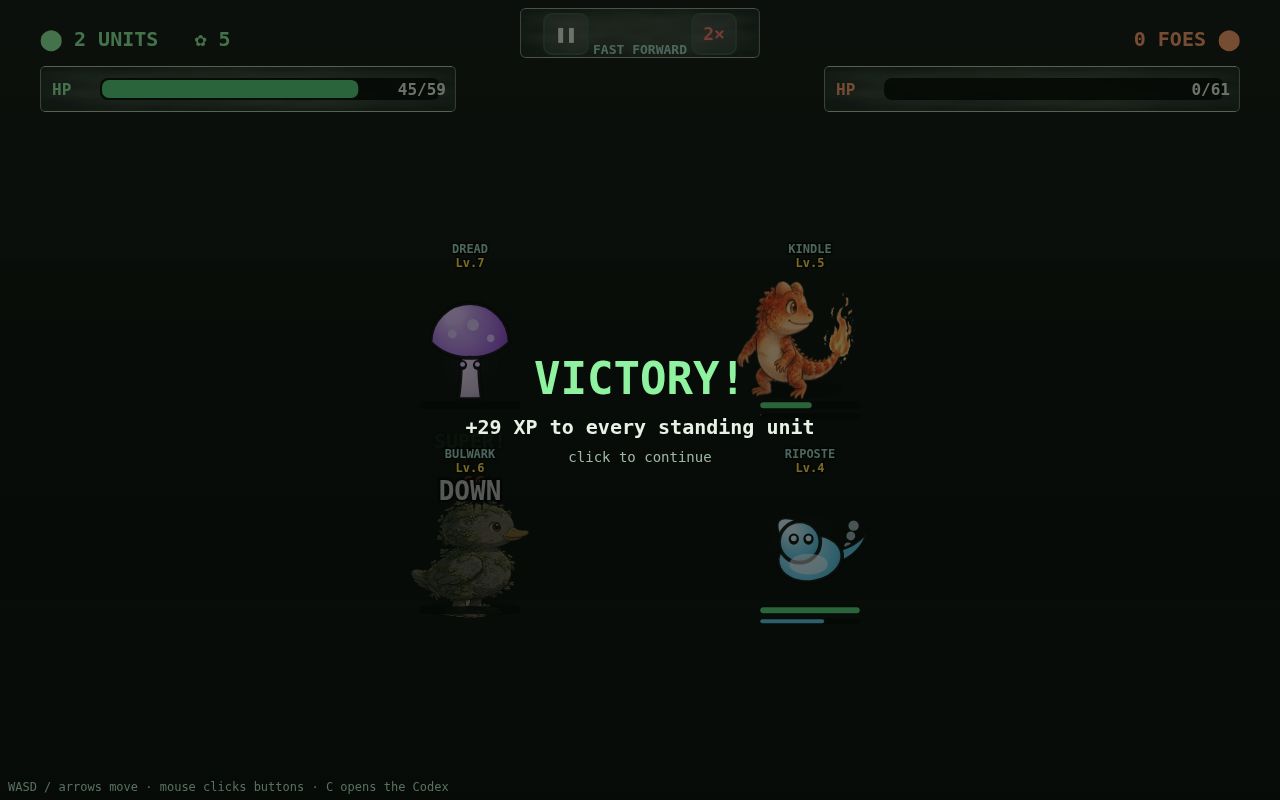 2 UNITS ✿ 5
2×
FAST FORWARD
0 FOES
HP 45/59
HP 0/61
DREAD
Lv.7
KINDLE
Lv.5
VICTORY!
+29 XP to every standing unit
click to continue
SUPER!
BULWARK
Lv.6
DOWN
RIPOSTE
Lv.4
WASD / arrows move · mouse clicks buttons · C opens the Codex